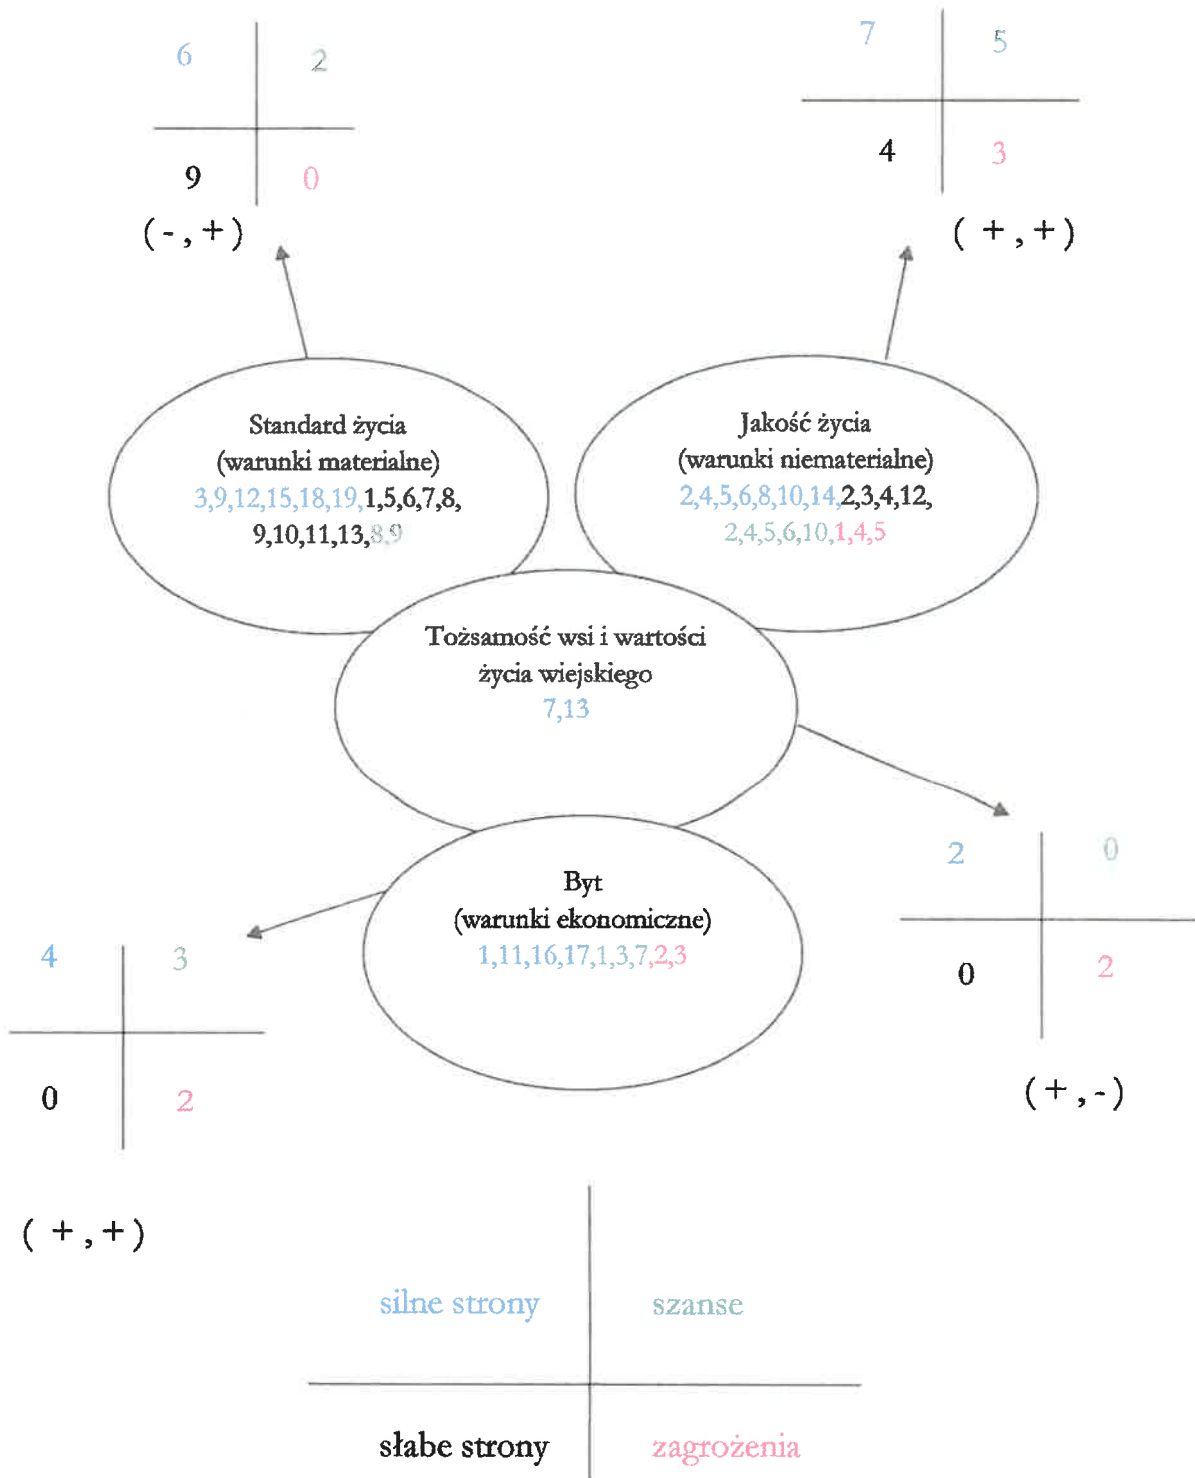 6 2
9 0
(-,+)
7 5
4 3
( +,+)
Standard życia
(warunki materialne)
3,9,12,15,18,19,1,5,6,7,8,
9,10,11,13,8,9
Jakość życia
(warunki niematerialne)
2,4,5,6,8,10,14,2,3,4,12,
2,4,5,6,10,1,4,5
Tożsamość wsi i wartości
życia wiejskiego
7,13
Byt
(warunki ekonomiczne)
1,11,16,17,1,3,7,2,3
2 0
0 2
(+,-)
4 3
0 2
( +,+)
silne strony szanse
słabe strony zagrożenia